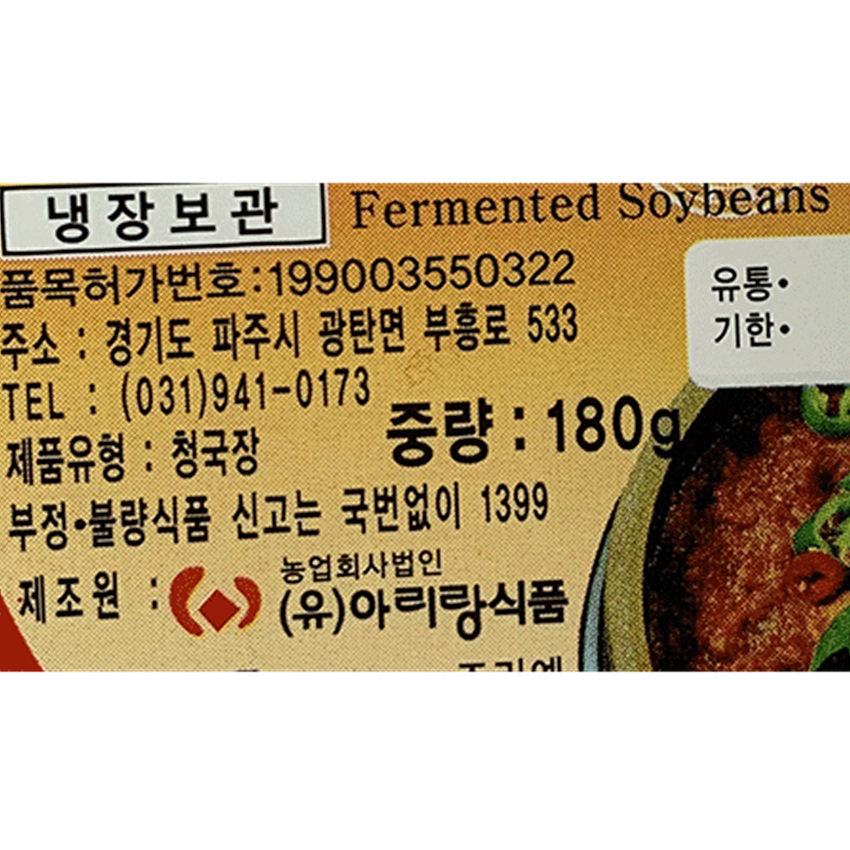 냉장보관
Fermented Soybeans
품목허가번호:199003550322
주소 : 경기도 파주시 광탄면 부흥로 533
유통·
기한·
TEL : (031)941-0173
중량 : 180g
제품유형 : 청국장
부정·불량식품 신고는 국번없이 1399
제조원 :
농업회사법인
(유)아리랑식품